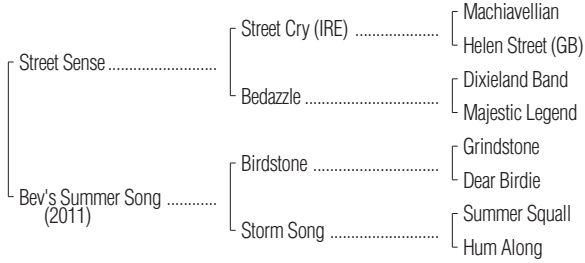 Machiavellian
Street Cry (IRE) ....................
Helen Street (GB)
Street Sense ..........................
Dixieland Band
Bedazzle ................................
Majestic Legend
Grindstone
Birdstone ..............................
Dear Birdie
Bev's Summer Song ............
(2011)
Summer Squall
Storm Song ..........................
Hum Along